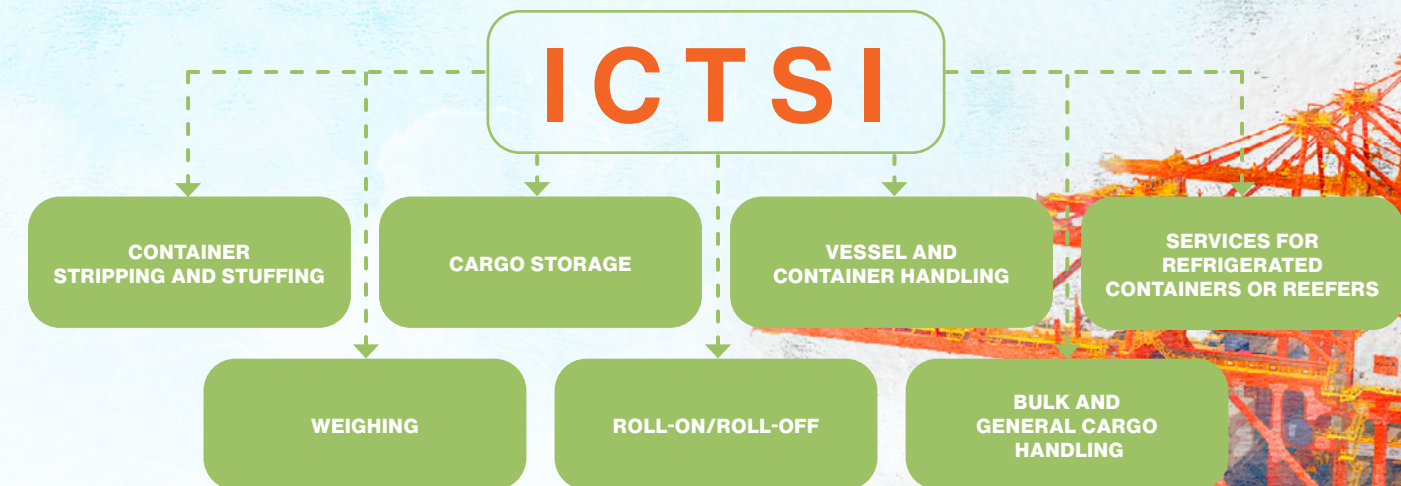 ICTSI
CONTAINER
STRIPPING AND STUFFING
CARGO STORAGE
VESSEL AND
CONTAINER HANDLING
SERVICES FOR
REFRIGERATED
CONTAINERS OR REEFERS
WEIGHING
ROLL-ON/ROLL-OFF
BULK AND
GENERAL CARGO
HANDLING